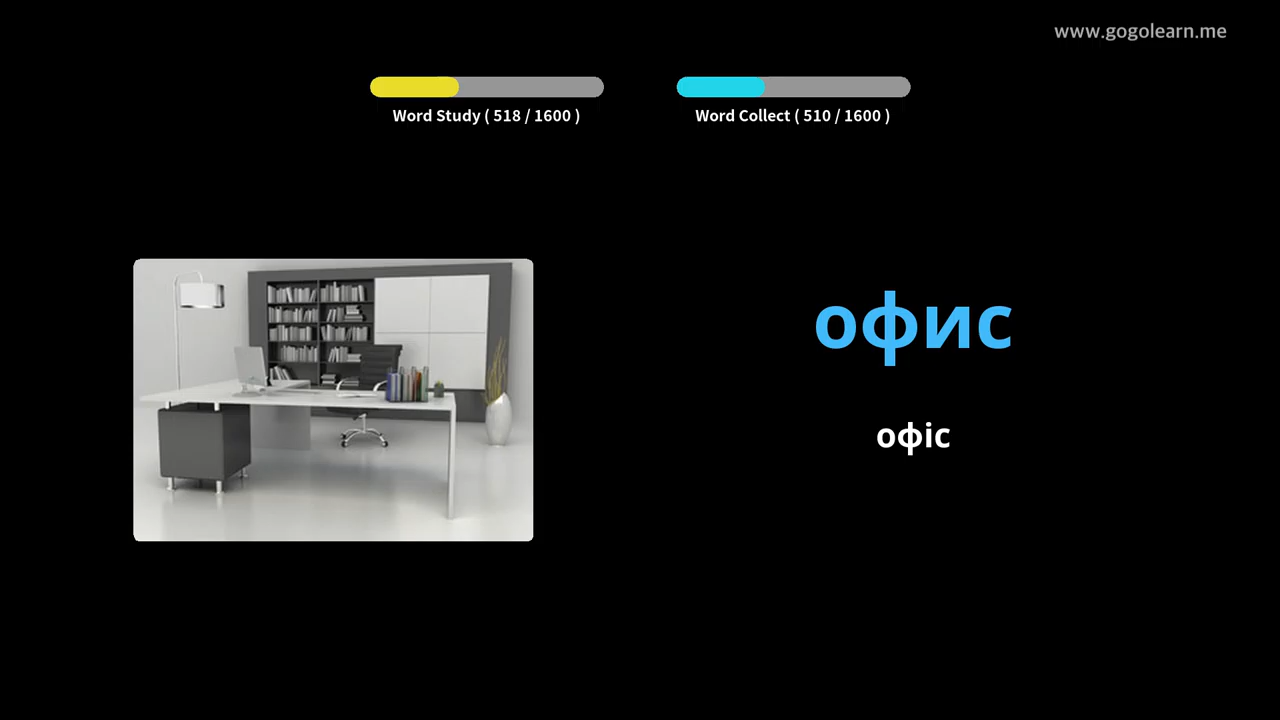 www.gogolearn.me
Word Study ( 518 / 1600 )
Word Collect ( 510 / 1600 )
офис
офіс